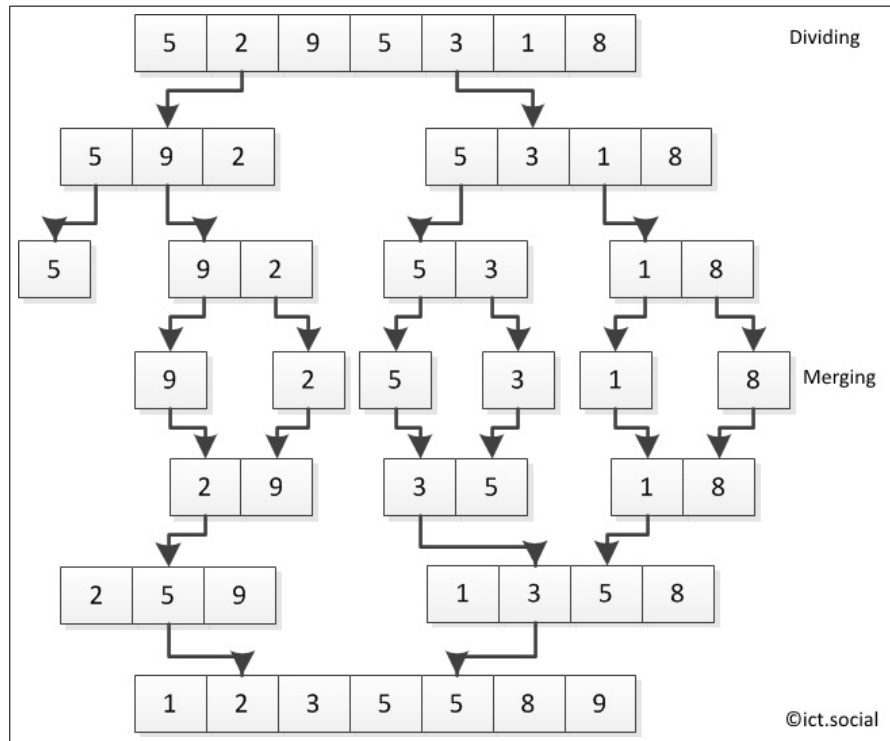 5 2 9 5 3 1 8 Dividing
5 9 2 5 3 1 8
5 9 2 5 3 1 8
9 2 5 3 1 8 Merging
2 9 3 5 1 8
2 5 9 1 3 5 8
1 2 3 5 5 8 9
©ict.social